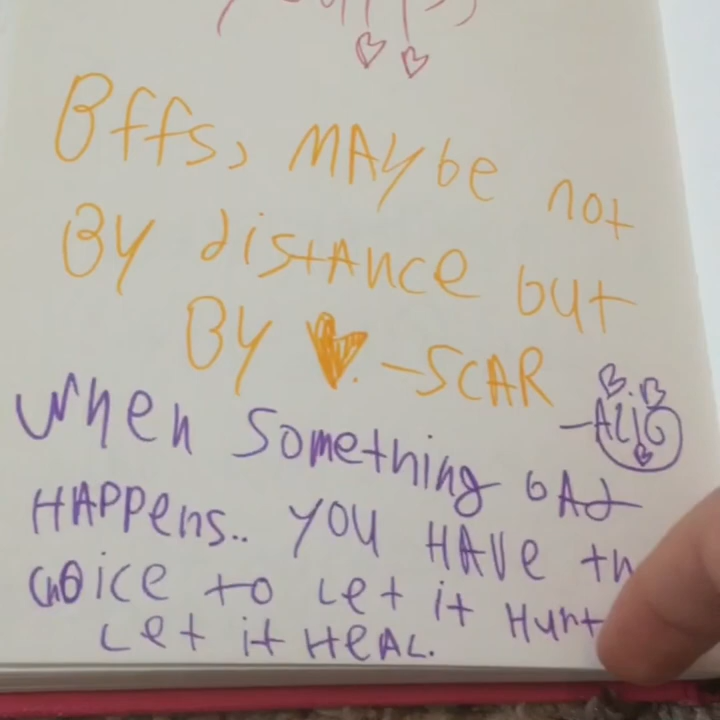 Bffs, MAYbe not
By distance but
By ♥. -SCAR
When something bad
-ALiG
HAPPens.. you HAVE th
choice to Let it Hurt
Let it HEAL.